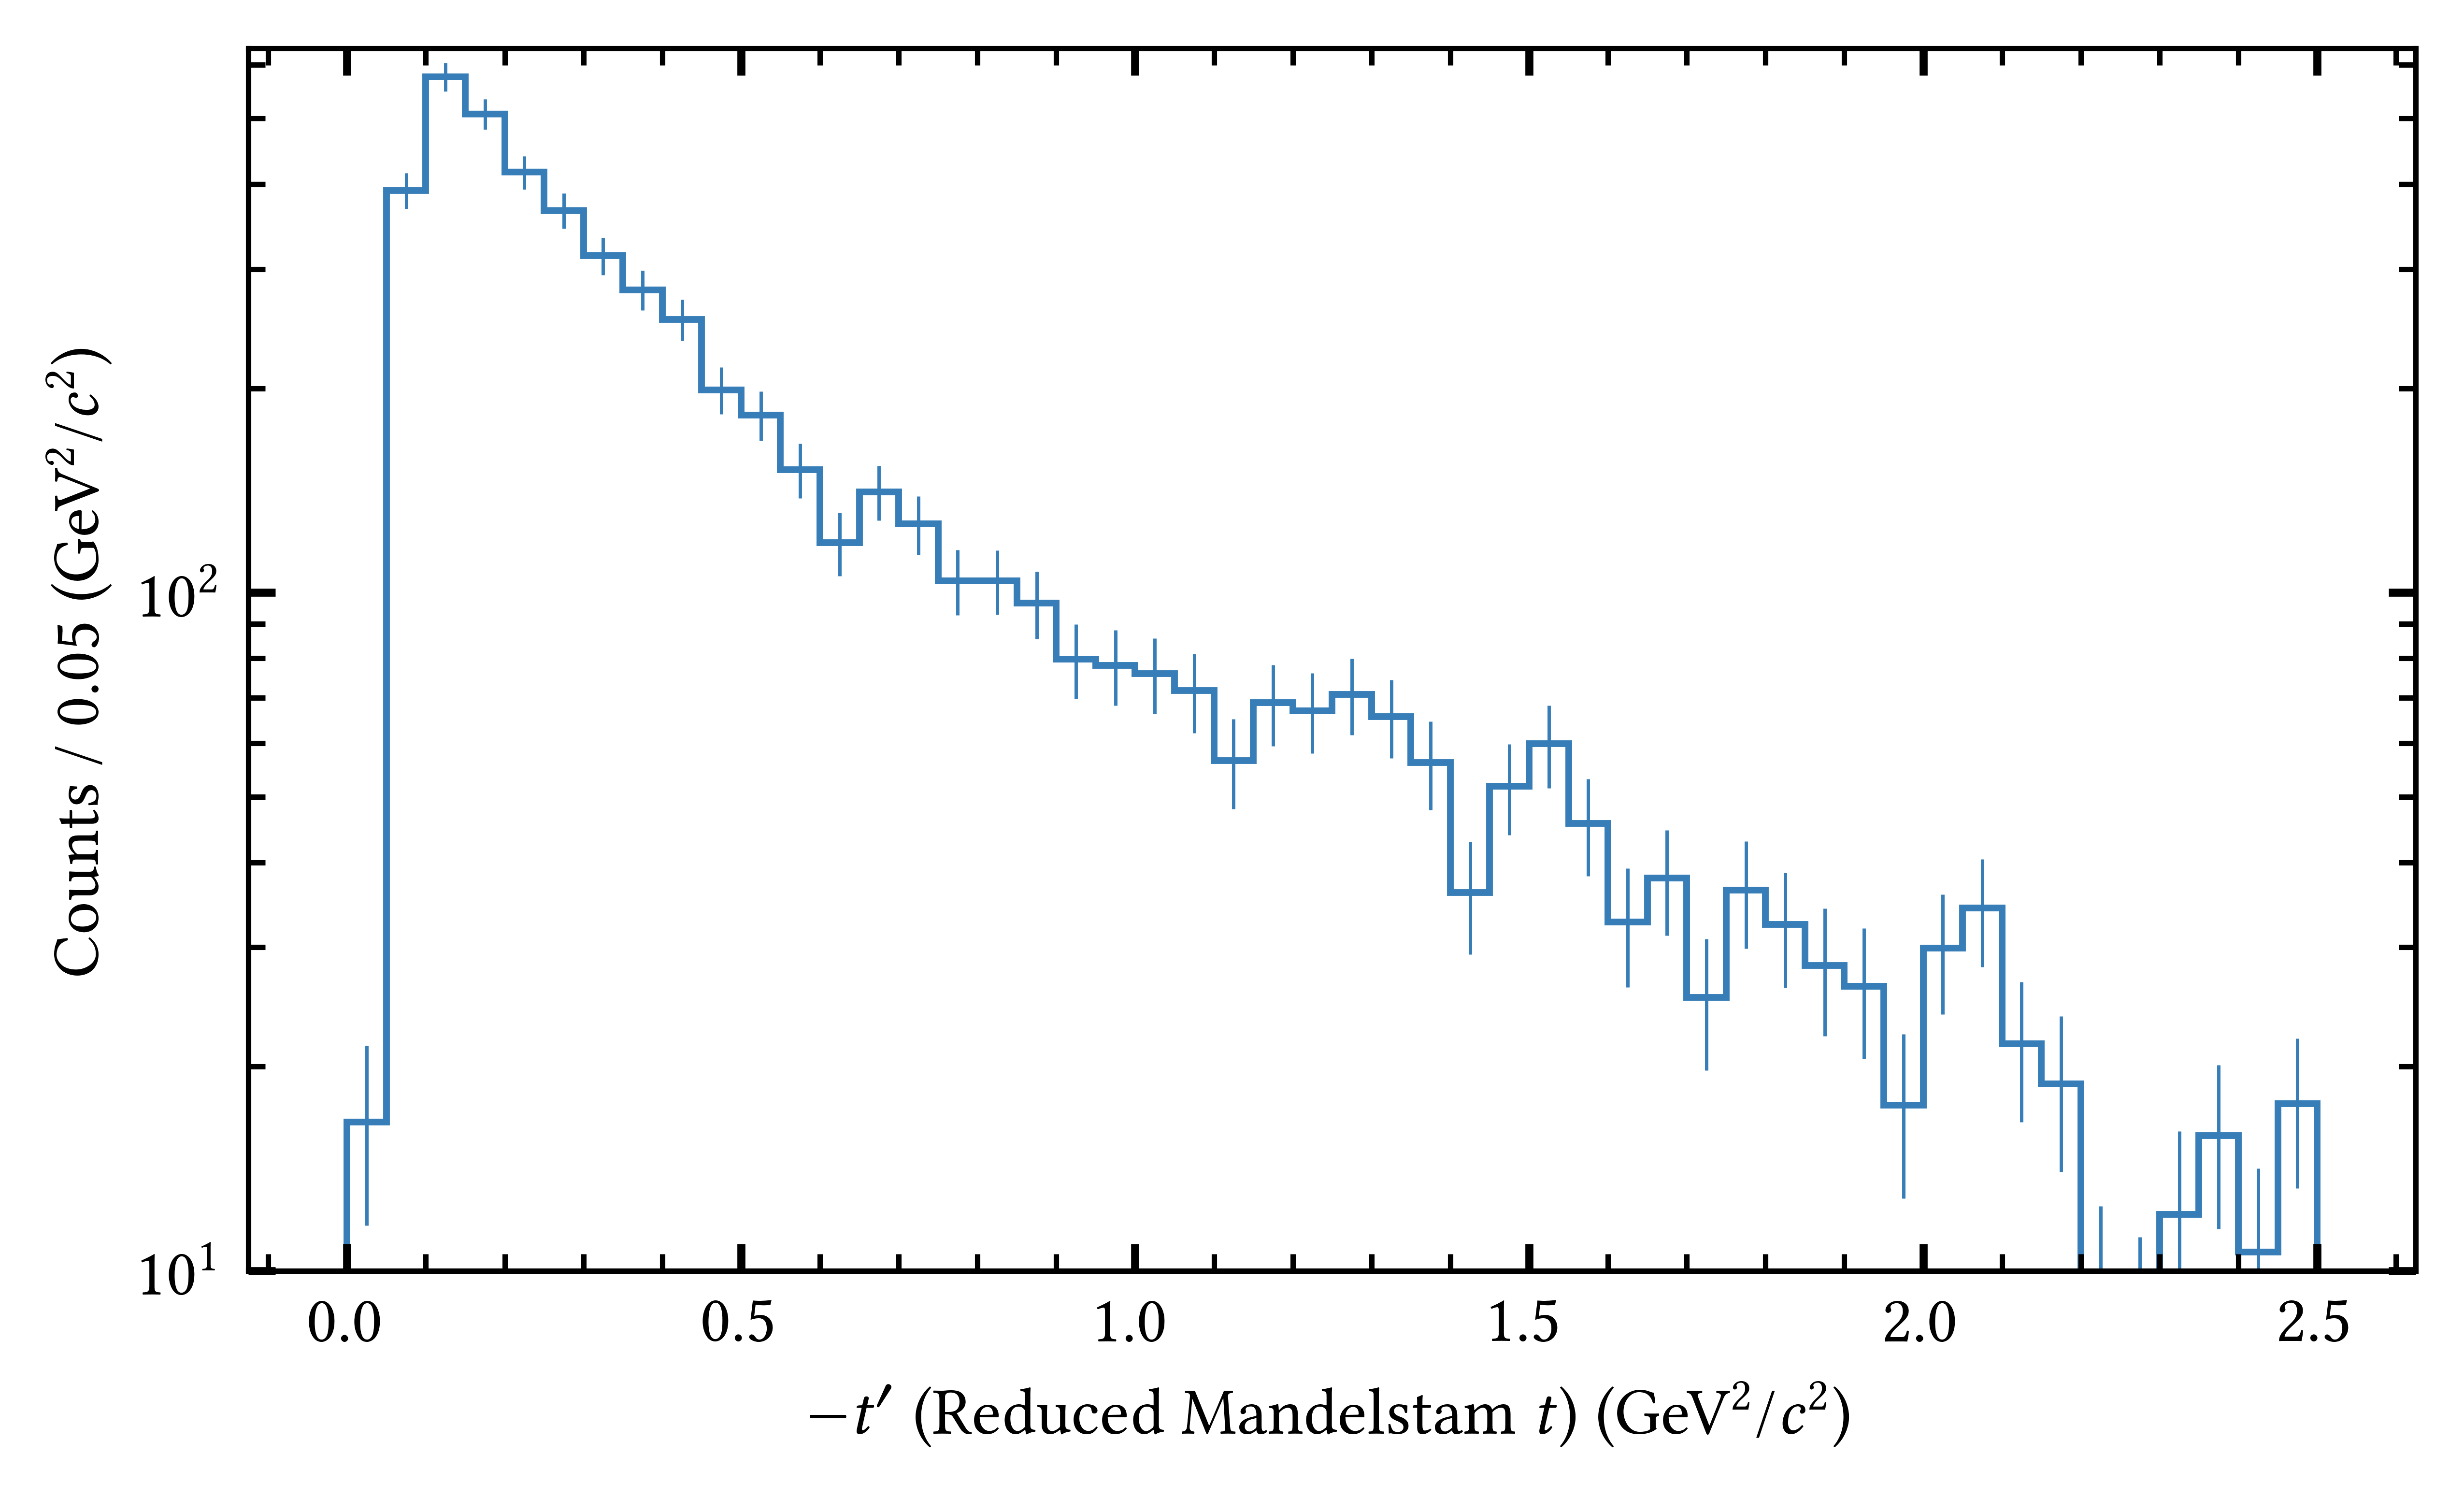 Counts / 0.05 (GeV²/c²)
10²
10¹
0.0 0.5 1.0 1.5 2.0 2.5
−t′ (Reduced Mandelstam t) (GeV²/c²)